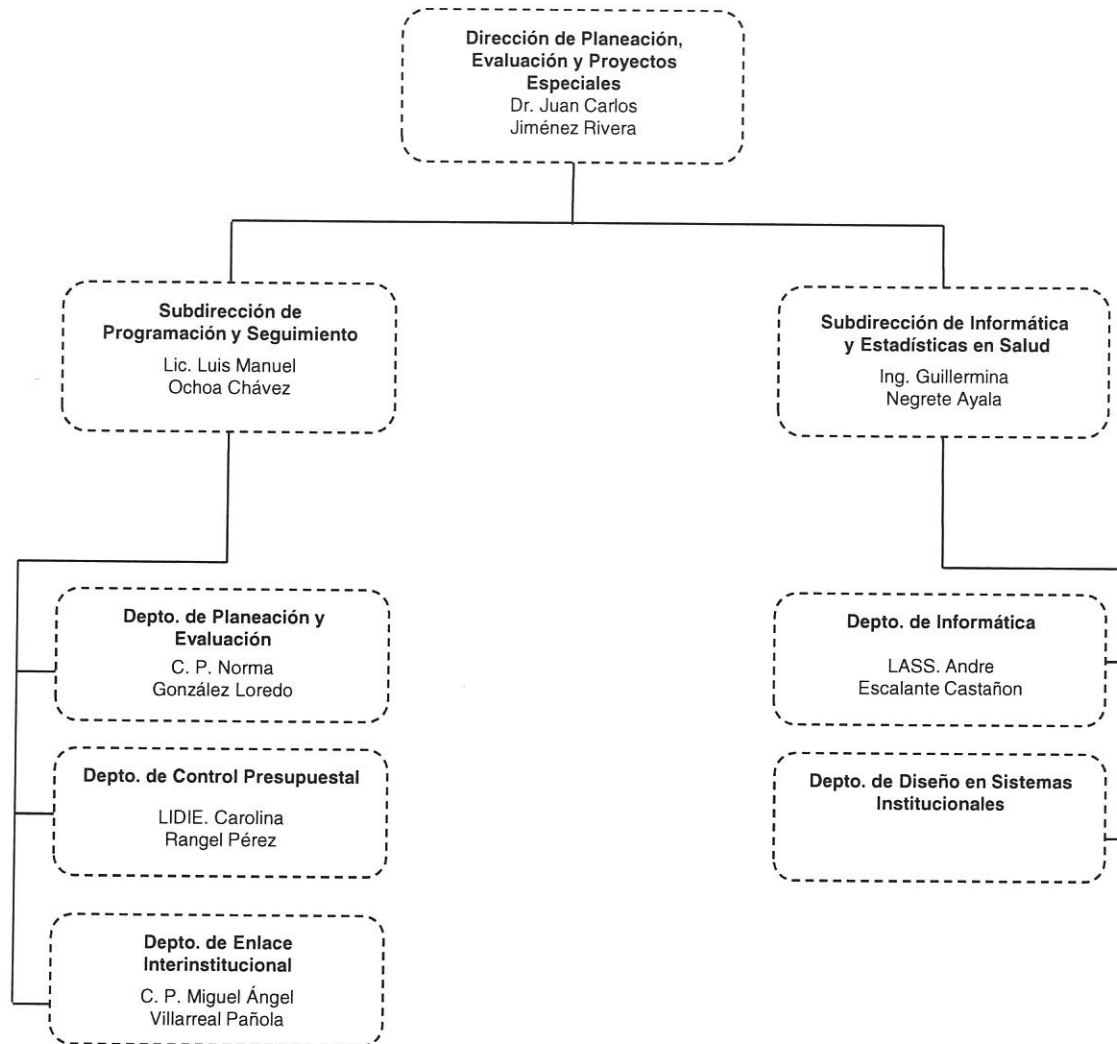 Dirección de Planeación,
Evaluación y Proyectos
Especiales
Dr. Juan Carlos
Jiménez Rivera
Subdirección de
Programación y Seguimiento
Lic. Luis Manuel
Ochoa Chávez
Subdirección de Informática
y Estadísticas en Salud
Ing. Guillermina
Negrete Ayala
Depto. de Planeación y
Evaluación
C. P. Norma
González Loredo
Depto. de Control Presupuestal
LIDIE. Carolina
Rangel Pérez
Depto. de Enlace
Interinstitucional
C. P. Miguel Ángel
Villarreal Pañola
Depto. de Informática
LASS. Andre
Escalante Castañon
Depto. de Diseño en Sistemas
Institucionales